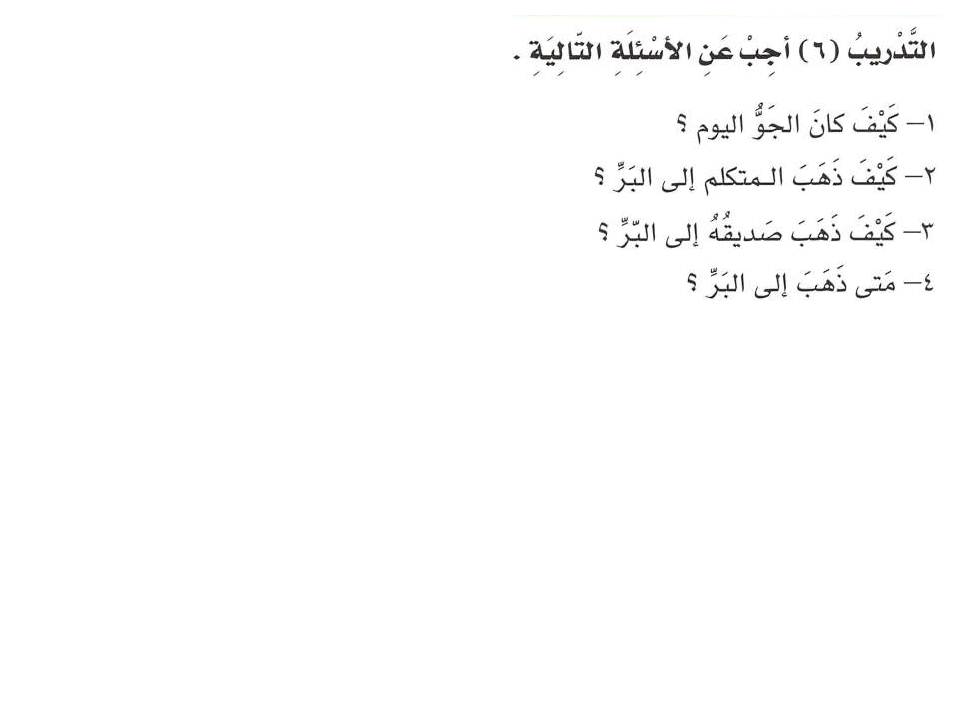 التَّدْريبُ (٦) أجِبْ عَنِ الأسْئِلَةِ التّالِيَةِ .
١– كَيْفَ كانَ الجَوُّ اليوم ؟
٢– كَيْفَ ذَهَبَ المتكلم إلى البَرِّ ؟
٣– كَيْفَ ذَهَبَ صَديقُهُ إلى البّرِّ ؟
٤– مَتى ذَهَبَ إلى البَرِّ ؟